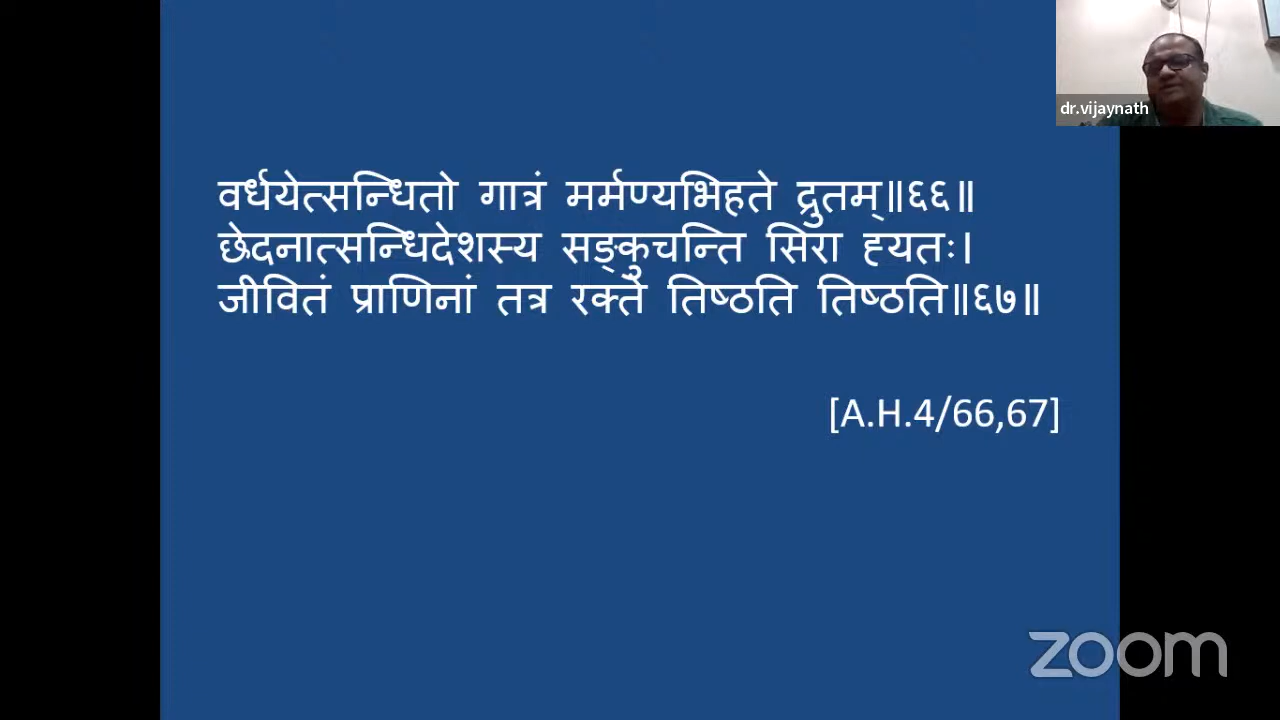 dr.vijaynath
वर्धयेत्सन्धितो गात्रं मर्मण्यभिहते द्रुतम्॥६६॥
छेदनात्सन्धिदेशस्य सङ्कुचन्ति सिरा ह्यतः।
जीवितं प्राणिनां तत्र रक्ते तिष्ठति तिष्ठति॥६७॥
[A.H.4/66,67]
zoom